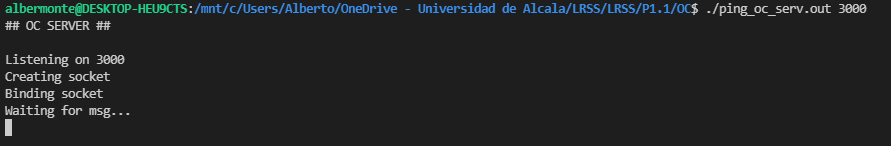 albermonte@DESKTOP-HEU9CTS:/mnt/c/Users/Alberto/OneDrive - Universidad de Alcala/LRSS/LRSS/P1.1/OC$ ./ping_oc_serv.out 3000
## OC SERVER ##
Listening on 3000
Creating socket
Binding socket
Waiting for msg...